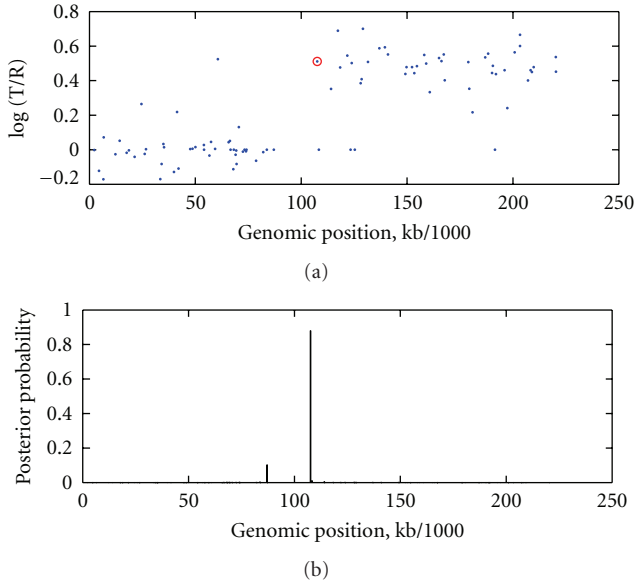 0.8
0.6
0.4
0.2
0
−0.2
log (T/R)
0 50 100 150 200 250
Genomic position, kb/1000
(a)
1
0.8
0.6
0.4
0.2
0
Posterior probability
0 50 100 150 200 250
Genomic position, kb/1000
(b)